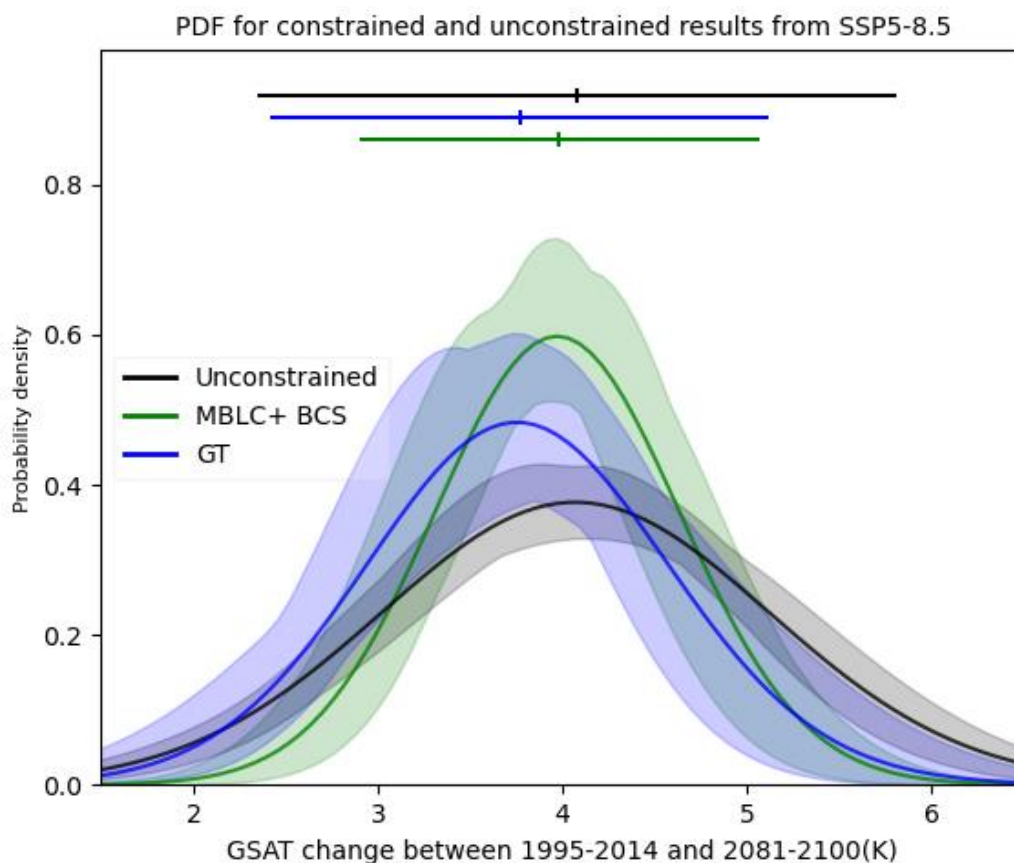 PDF for constrained and unconstrained results from SSP5-8.5
0.8
0.6
0.4
0.2
0.0
Probability density
Unconstrained
MBLC+ BCS
GT
2 3 4 5 6
GSAT change between 1995-2014 and 2081-2100(K)